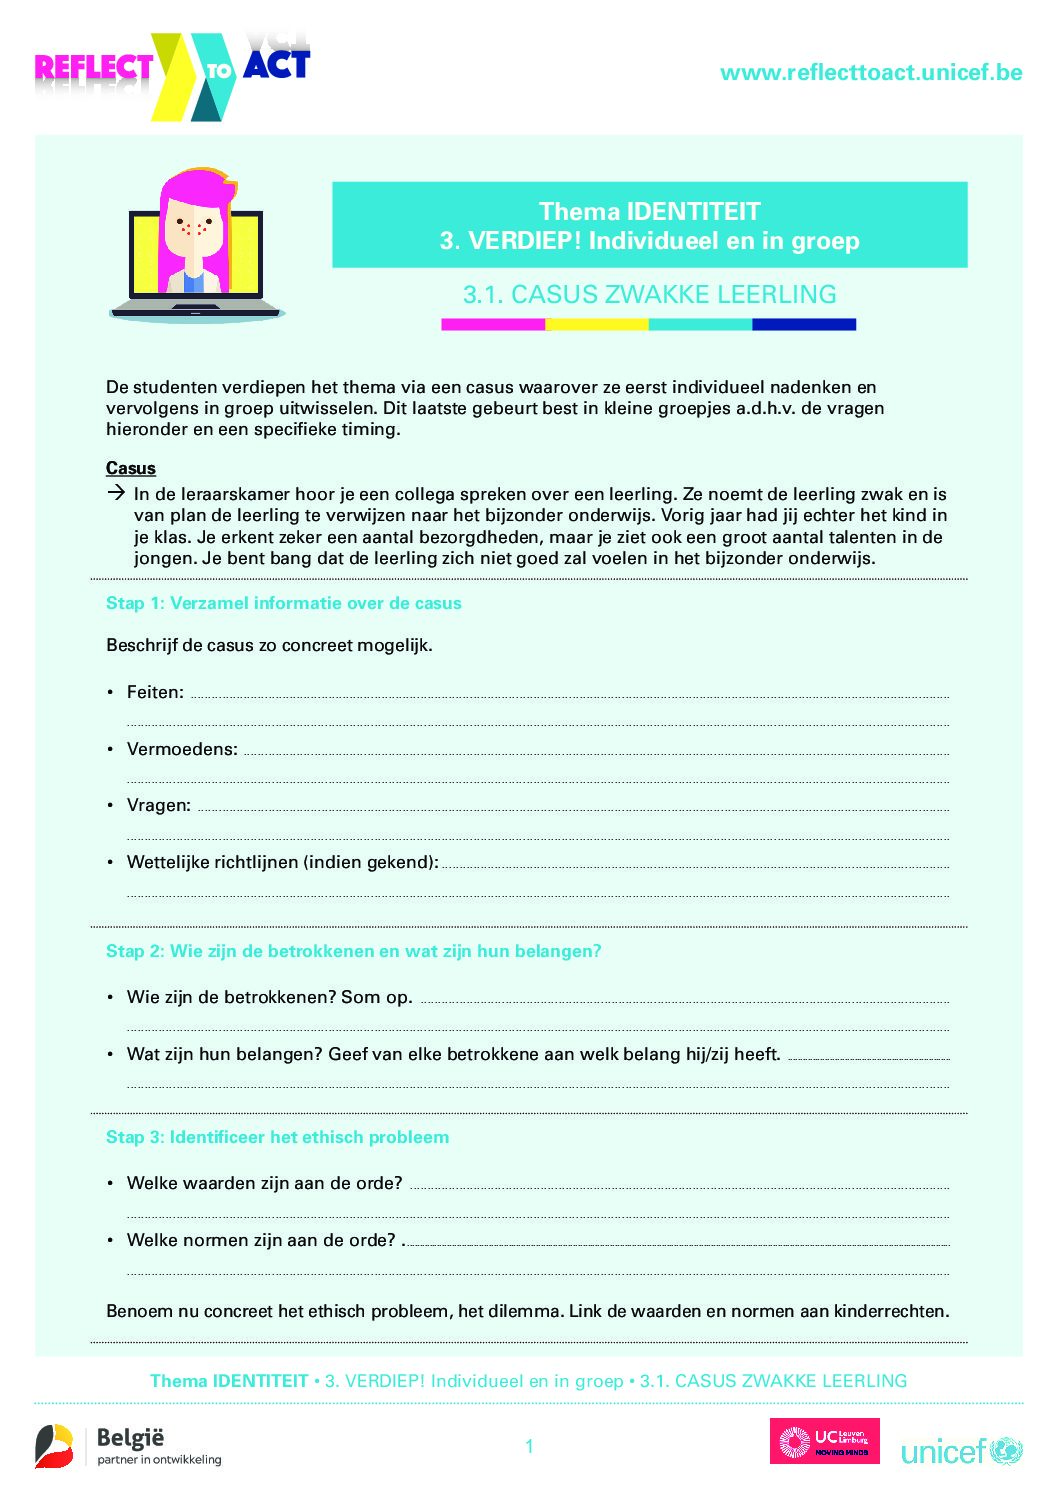 REFLECT TO ACT
www.reflecttoact.unicef.be
Thema IDENTITEIT
3. VERDIEP! Individueel en in groep
3.1. CASUS ZWAKKE LEERLING
De studenten verdiepen het thema via een casus waarover ze eerst individueel nadenken en
vervolgens in groep uitwisselen. Dit laatste gebeurt best in kleine groepjes a.d.h.v. de vragen
hieronder en een specifieke timing.
Casus
→ In de leraarskamer hoor je een collega spreken over een leerling. Ze noemt de leerling zwak en is
van plan de leerling te verwijzen naar het bijzonder onderwijs. Vorig jaar had jij echter het kind in
je klas. Je erkent zeker een aantal bezorgdheden, maar je ziet ook een groot aantal talenten in de
jongen. Je bent bang dat de leerling zich niet goed zal voelen in het bijzonder onderwijs.
Stap 1: Verzamel informatie over de casus
Beschrijf de casus zo concreet mogelijk.
• Feiten:
• Vermoedens:
• Vragen:
• Wettelijke richtlijnen (indien gekend):
Stap 2: Wie zijn de betrokkenen en wat zijn hun belangen?
• Wie zijn de betrokkenen? Som op.
• Wat zijn hun belangen? Geef van elke betrokkene aan welk belang hij/zij heeft.
Stap 3: Identificeer het ethisch probleem
• Welke waarden zijn aan de orde?
• Welke normen zijn aan de orde? .
Benoem nu concreet het ethisch probleem, het dilemma. Link de waarden en normen aan kinderrechten.
Thema IDENTITEIT • 3. VERDIEP! Individueel en in groep • 3.1. CASUS ZWAKKE LEERLING
België
partner in ontwikkeling
1
UC Leuven
Limburg
MOVING MINDS
unicef